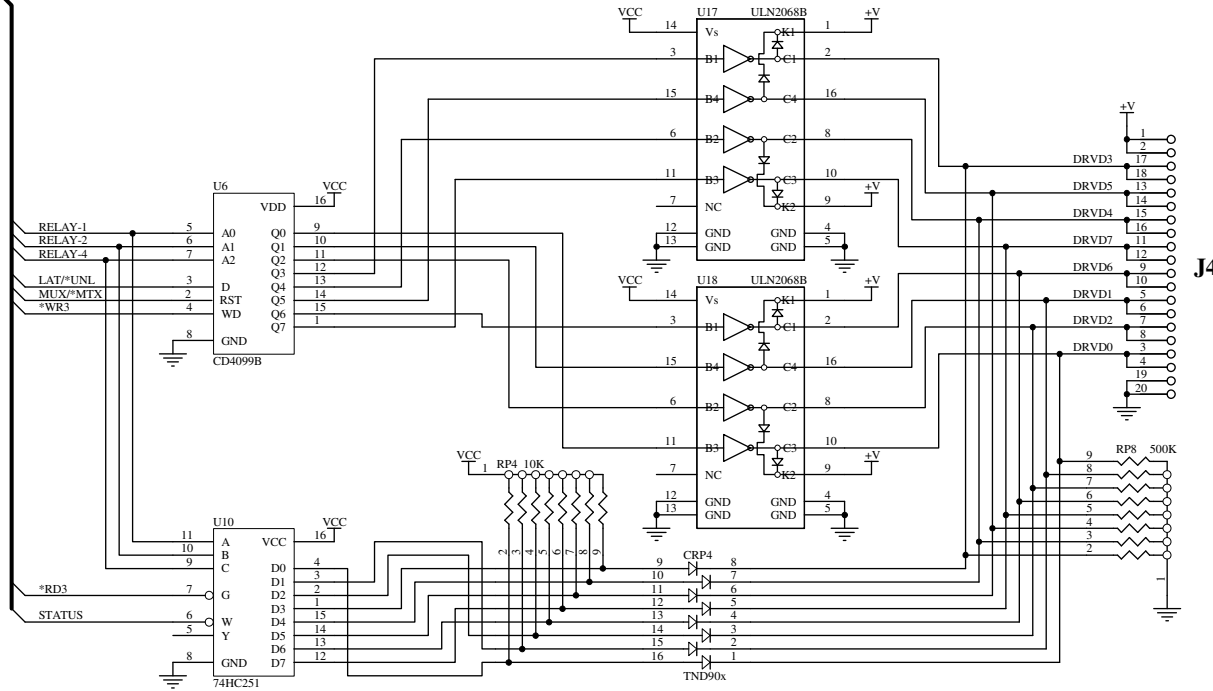 U17 ULN2068B
VCC 14 Vs K1 1 +V
3 B1 C1 2
15 B4 C4 16
6 B2 C2 8
11 B3 C3 10
7 NC K2 9 +V
12 GND GND 4
13 GND GND 5
U18 ULN2068B
VCC 14 Vs K1 1 +V
3 B1 C1 2
15 B4 C4 16
6 B2 C2 8
11 B3 C3 10
7 NC K2 9 +V
12 GND GND 4
13 GND GND 5
U6
VDD 16 VCC
RELAY-1 5 A0 Q0 9
RELAY-2 6 A1 Q1 10
RELAY-4 7 A2 Q2 11
Q3 12
LAT/*UNL 3 D Q4 13
MUX/*MTX 2 RST Q5 14
*WR3 4 WD Q6 15
Q7 1
8 GND
CD4099B
+V
1
2
DRVD3 17
18
DRVD5 13
14
DRVD4 15
16
DRVD7 11
12
DRVD6 9
10
DRVD1 5
6
DRVD2 7
8
DRVD0 3
4
19
20
J4
VCC 1 RP4 10K
2 3 4 5 6 7 8 9
U10
11 A VCC 16 VCC
10 B
9 C D0 4
D1 3
*RD3 7 G D2 2
D3 1
STATUS 6 W D4 15
5 Y D5 14
D6 13
8 GND D7 12
74HC251
CRP4
9 8
10 7
11 6
12 5
13 4
14 3
15 2
16 1
TND90x
9 RP8 500K
8
7
6
5
4
3
2
1